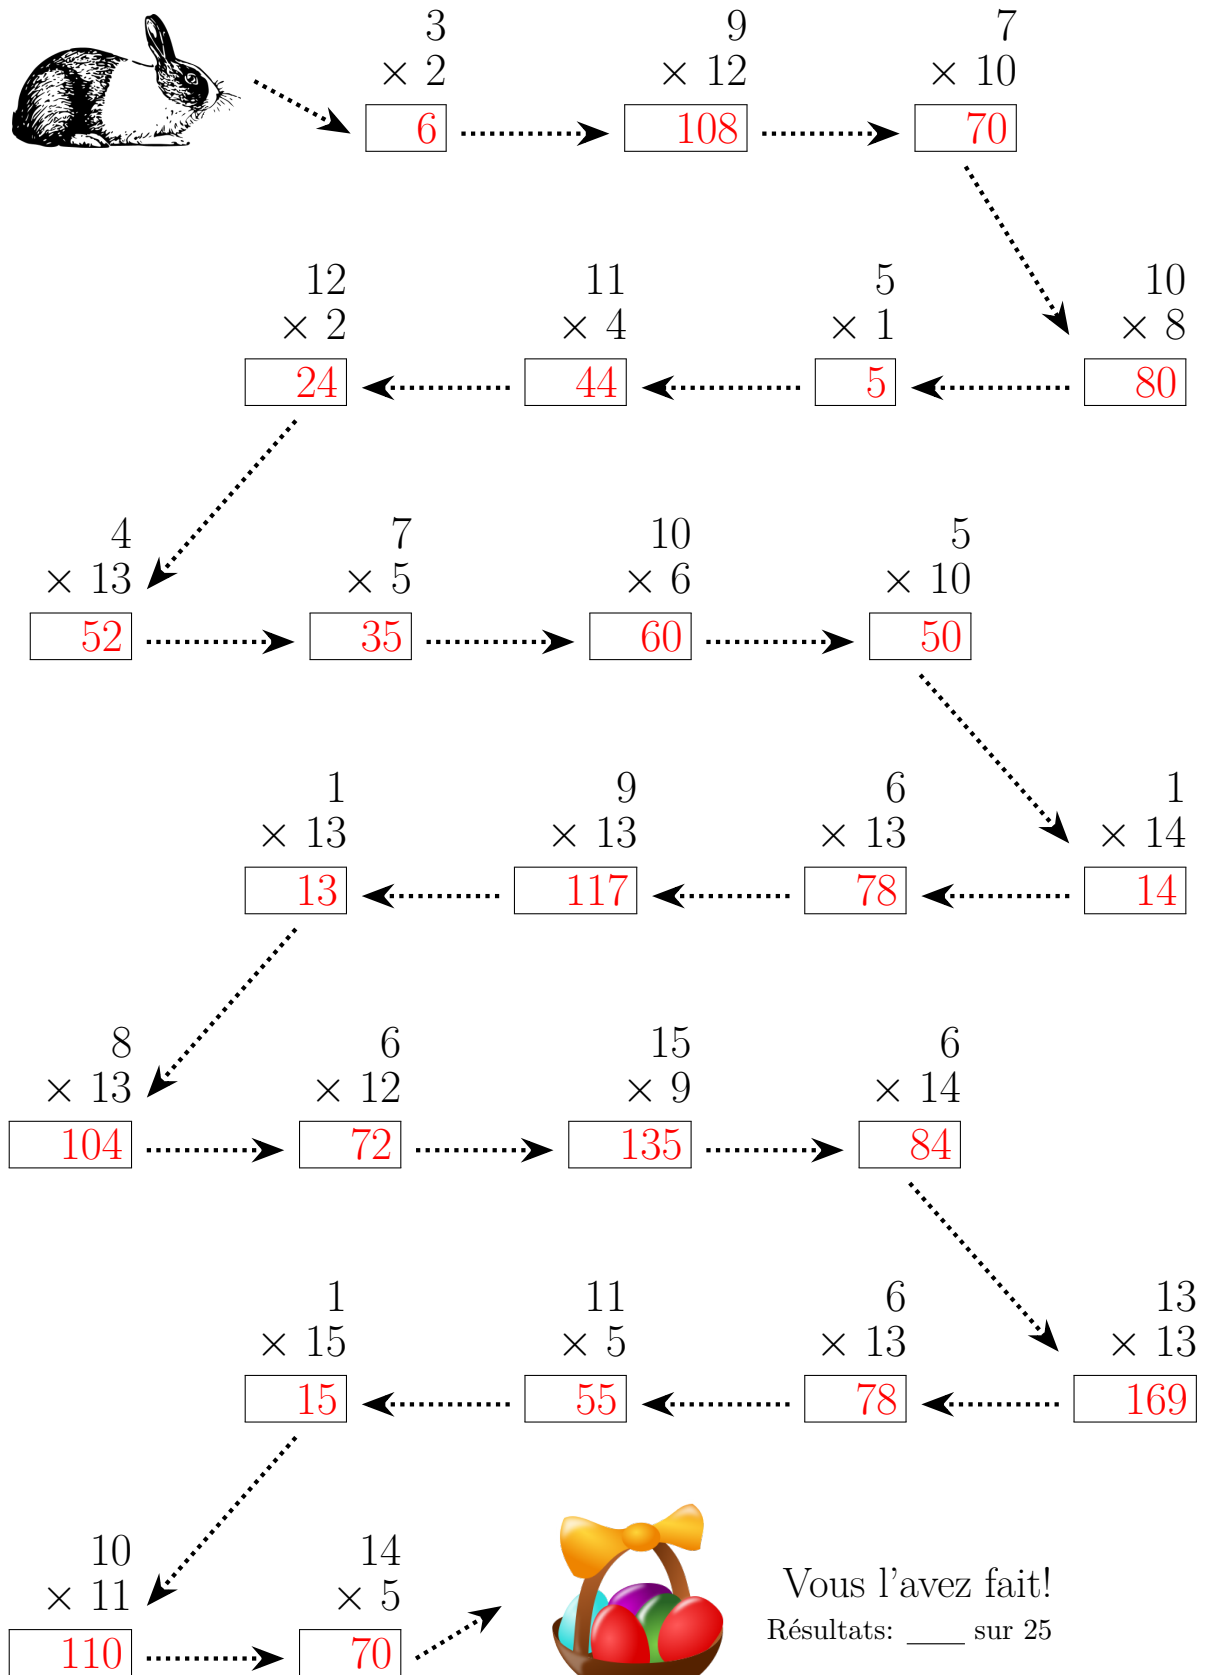 3 9 7
× 2 × 12 × 10
6 108 70
12 11 5 10
× 2 × 4 × 1 × 8
24 44 5 80
4 7 10 5
× 13 × 5 × 6 × 10
52 35 60 50
1 9 6 1
× 13 × 13 × 13 × 14
13 117 78 14
8 6 15 6
× 13 × 12 × 9 × 14
104 72 135 84
1 11 6 13
× 15 × 5 × 13 × 13
15 55 78 169
10 14
× 11 × 5
110 70
Vous l'avez fait!
Résultats: ____ sur 25